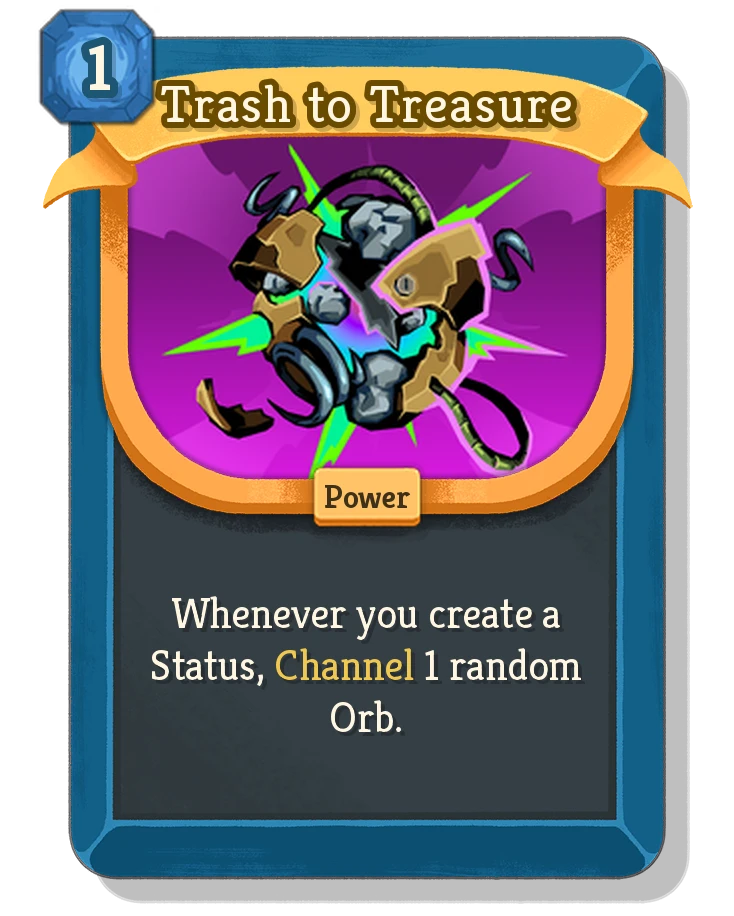 1
Trash to Treasure
Power
Whenever you create a
Status, Channel 1 random
Orb.